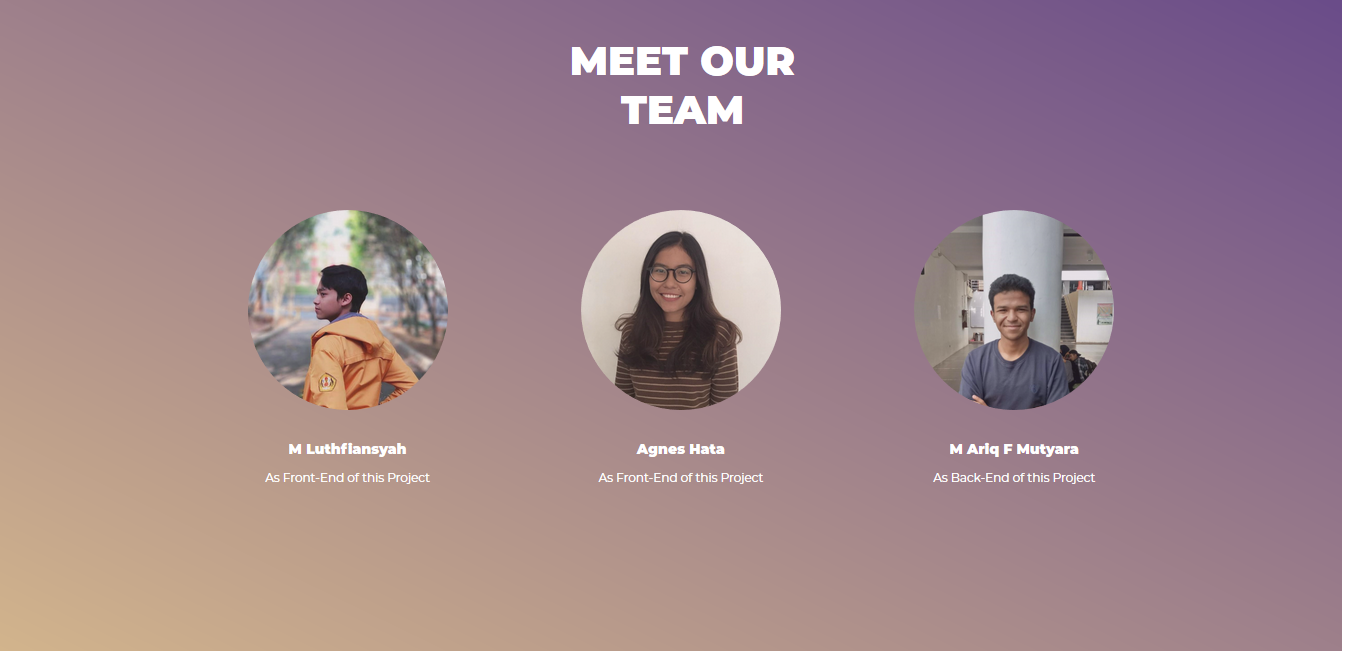 MEET OUR
TEAM
M Luthfiansyah
Agnes Hata
M Ariq F Mutyara
As Front-End of this Project
As Front-End of this Project
As Back-End of this Project